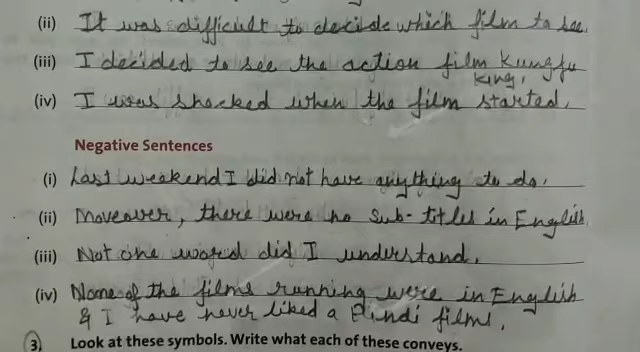 (ii) It was difficult to decide which film to see.
(iii) I decided to see the action film Kungfu
King.
(iv) I was shocked when the film started.
Negative Sentences
(i) Last weekend I did not have anything to do.
(ii) Moveover, there were no sub-titles in English
(iii) Not one word did I understand.
(iv) None of the films running were in English
& I have never liked a Hindi films.
3. Look at these symbols. Write what each of these conveys.